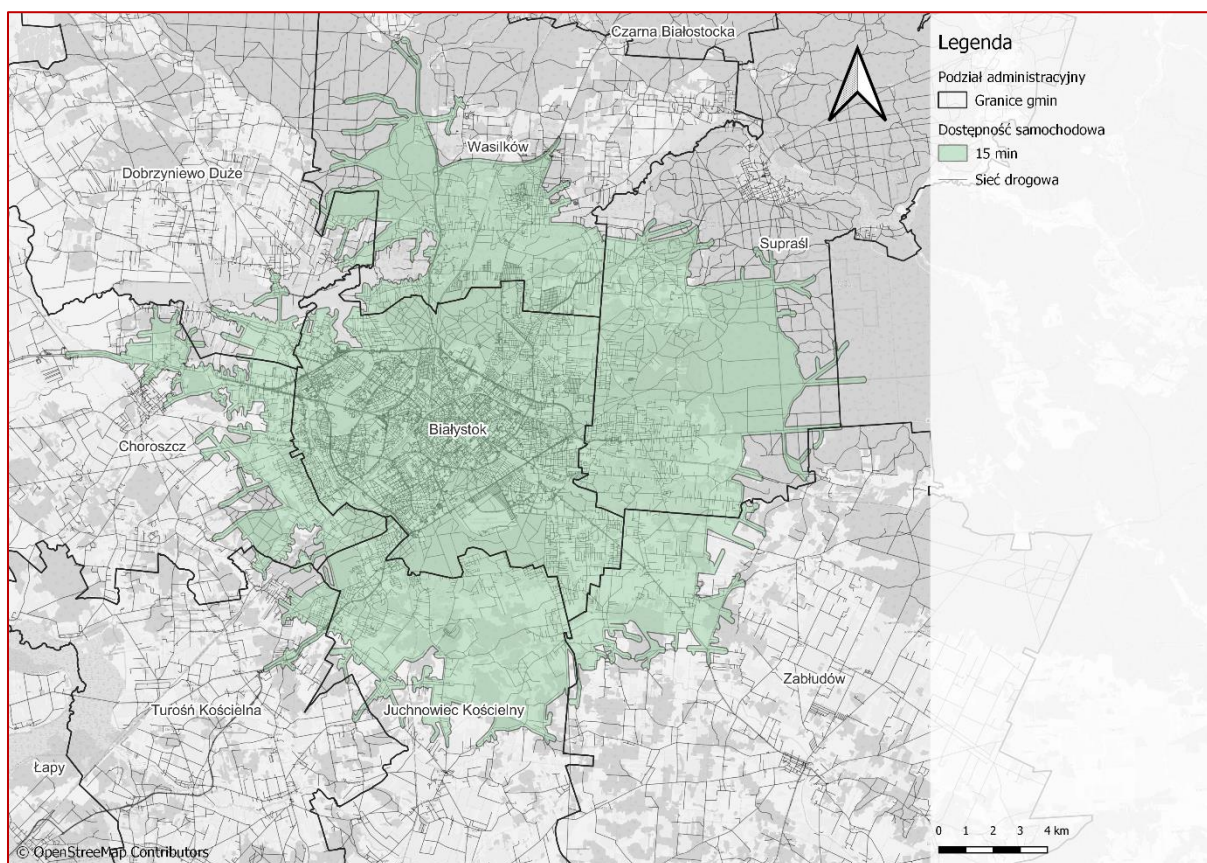 Czarna Białostocka
Legenda
Podział administracyjny
Granice gmin
Dostępność samochodowa
15 min
Sieć drogowa
Wasilków
Dobrzyniewo Duże
Supraśl
Białystok
Choroszcz
Zabłudów
Turośń Kościelna
Juchnowiec Kościelny
Łapy
0 1 2 3 4 km
© OpenStreetMap Contributors